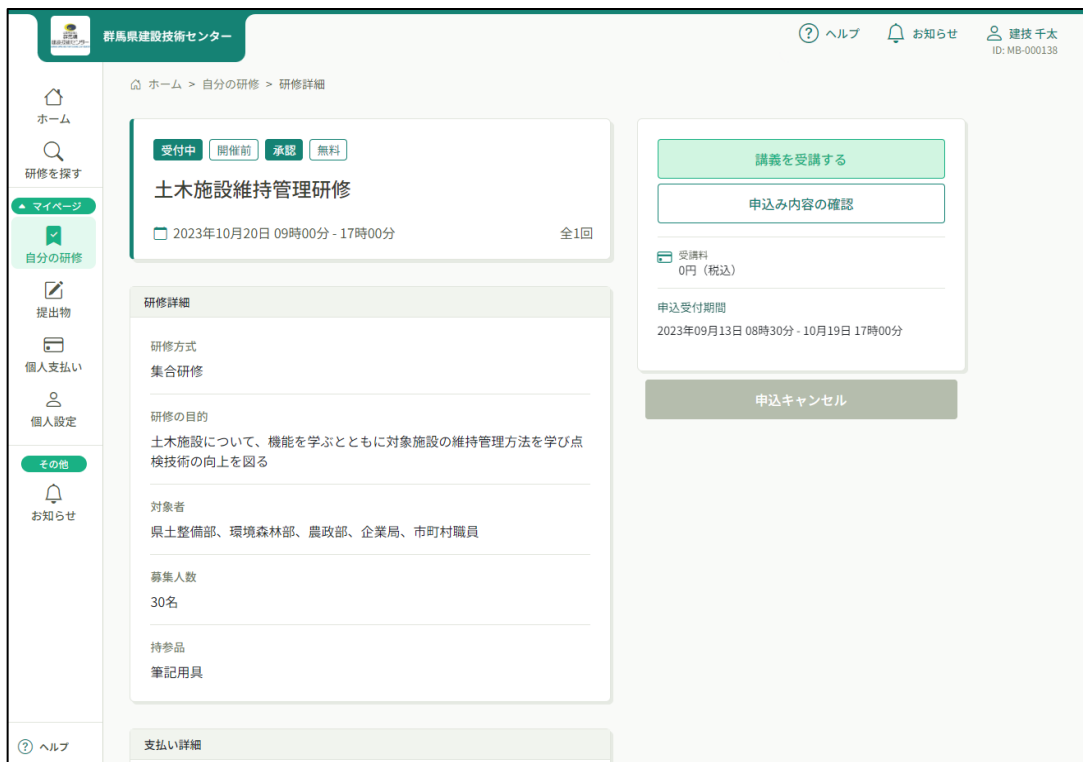 群馬県建設技術センター
ヘルプ
お知らせ
建技 千太
ID: MB-000138
ホーム > 自分の研修 > 研修詳細
ホーム
研修を探す
マイページ
自分の研修
提出物
個人支払い
個人設定
その他
お知らせ
ヘルプ
受付中 開催前 承認 無料
土木施設維持管理研修
2023年10月20日 09時00分 - 17時00分 全1回
研修詳細
研修方式
集合研修
研修の目的
土木施設について、機能を学ぶとともに対象施設の維持管理方法を学び点
検技術の向上を図る
対象者
県土整備部、環境森林部、農政部、企業局、市町村職員
募集人数
30名
持参品
筆記用具
支払い詳細
講義を受講する
申込み内容の確認
受講料
0円（税込）
申込受付期間
2023年09月13日 08時30分 - 10月19日 17時00分
申込キャンセル